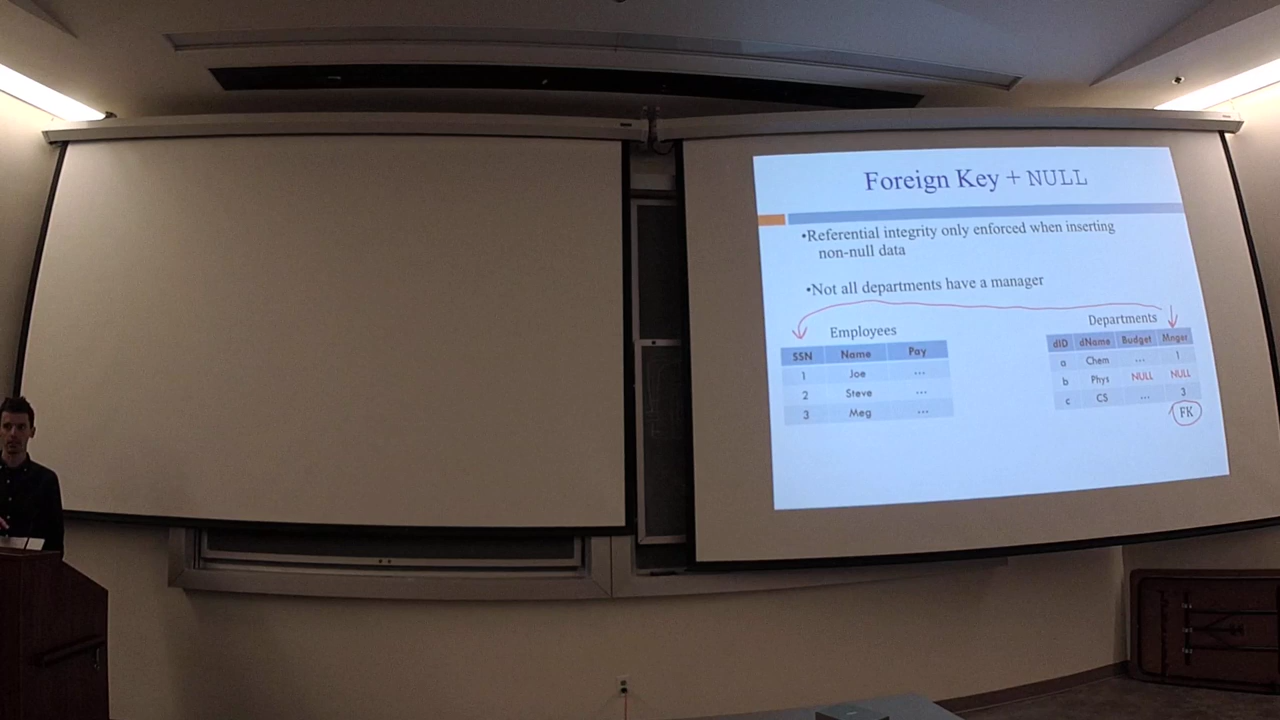 Foreign Key + NULL
•Referential integrity only enforced when inserting
non-null data
•Not all departments have a manager
Employees
SSN Name Pay
1 Joe ...
2 Steve ...
3 Meg ...
Departments
dID dName Budget Mnger
a Chem ... 1
b Phys NULL NULL
c CS ... 3
FK